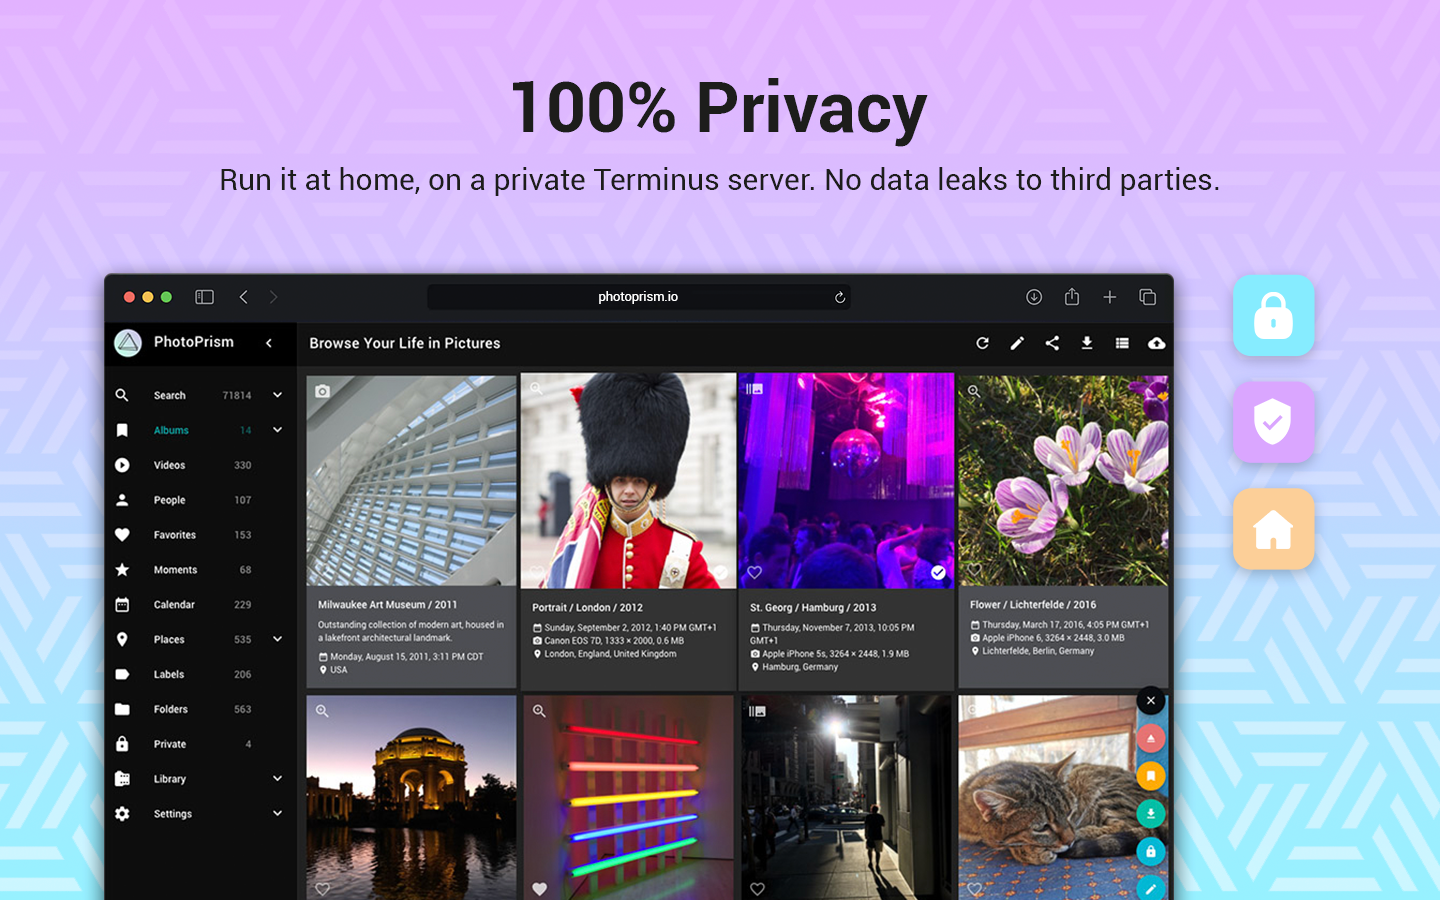 100% Privacy
Run it at home, on a private Terminus server. No data leaks to third parties.
photoprism.io
PhotoPrism
Browse Your Life in Pictures
Search 71814
Albums 14
Videos 330
People 107
Favorites 153
Moments 68
Calendar 229
Places 535
Labels 206
Folders 563
Private 4
Library
Settings
Milwaukee Art Museum / 2011
Outstanding collection of modern art, housed in
a lakefront architectural landmark.
Monday, August 15, 2011, 3:11 PM CDT
USA
Portrait / London / 2012
Sunday, September 2, 2012, 1:40 PM GMT+1
Canon EOS 7D, 1333 × 2000, 0.6 MB
London, England, United Kingdom
St. Georg / Hamburg / 2013
Thursday, November 7, 2013, 10:05 PM
GMT+1
Apple iPhone 5s, 3264 × 2448, 1.9 MB
Hamburg, Germany
Flower / Lichterfelde / 2016
Thursday, March 17, 2016, 4:05 PM GMT+1
Apple iPhone 6, 3264 × 2448, 3.0 MB
Lichterfelde, Berlin, Germany